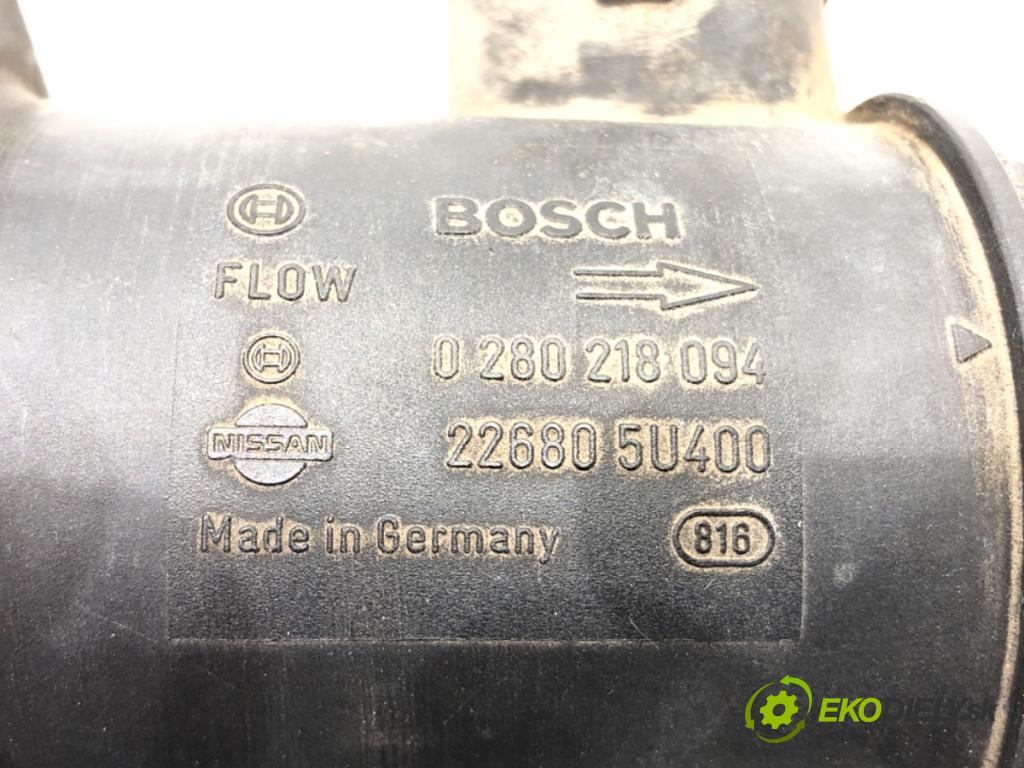 BOSCH
FLOW
0 280 218 094
NISSAN
22680 5U400
Made in Germany
816
EKODIELY.sk